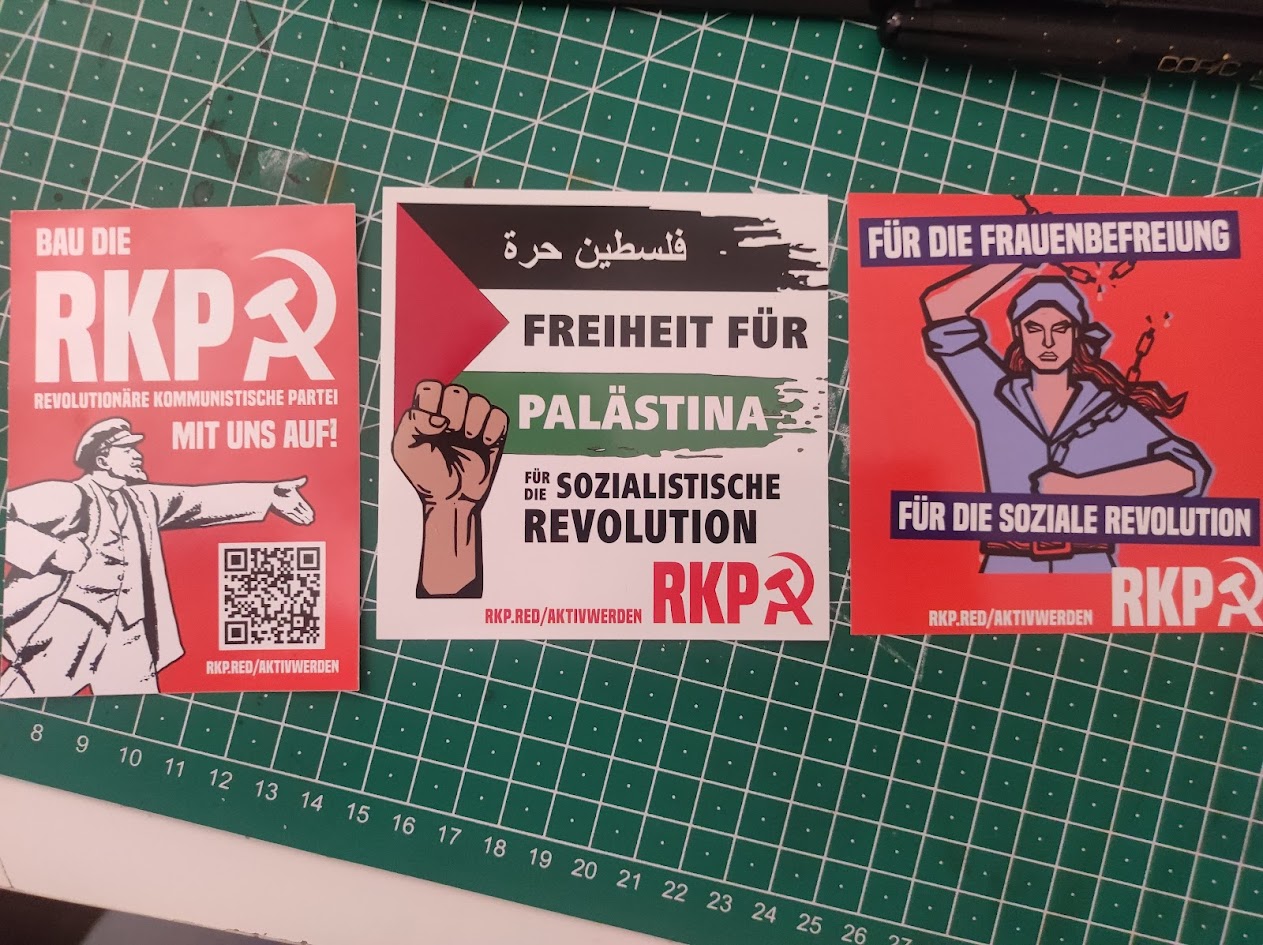 BAU DIE
RKP
REVOLUTIONÄRE KOMMUNISTISCHE PARTEI
MIT UNS AUF!
RKP.RED/AKTIVWERDEN
فلسطين حرة
FREIHEIT FÜR
PALÄSTINA
FÜR DIE SOZIALISTISCHE
REVOLUTION
RKP.RED/AKTIVWERDEN RKP
FÜR DIE FRAUENBEFREIUNG
FÜR DIE SOZIALE REVOLUTION
RKP.RED/AKTIVWERDEN RKP
COPIC
8 9 10 11 12 13 14 15 16 17 18 19 20 21 22 23 24 25 26 27